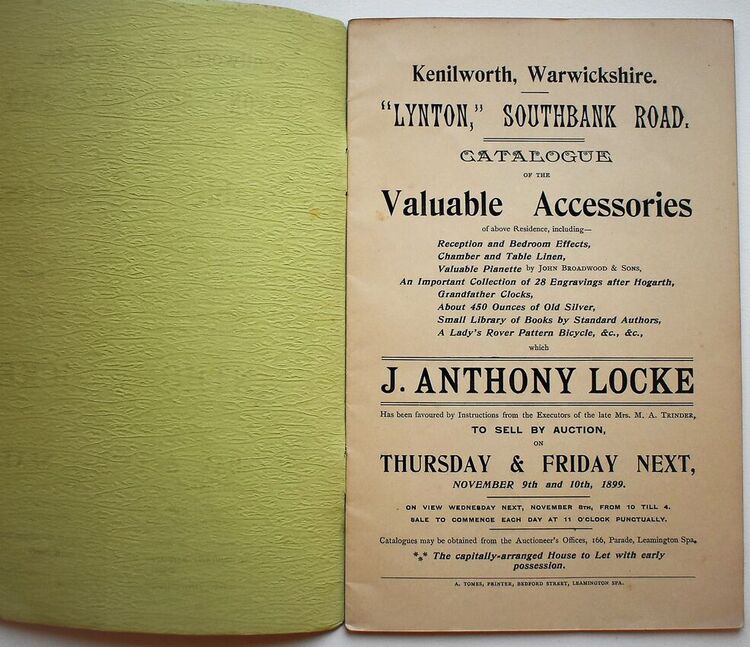 Kenilworth, Warwickshire.
"LYNTON," SOUTHBANK ROAD.
CATALOGUE
OF THE
Valuable Accessories
of above Residence, including—
Reception and Bedroom Effects,
Chamber and Table Linen,
Valuable Pianette by JOHN BROADWOOD & SONS,
An Important Collection of 28 Engravings after Hogarth,
Grandfather Clocks,
About 450 Ounces of Old Silver,
Small Library of Books by Standard Authors,
A Lady's Rover Pattern Bicycle, &c., &c.,
which
J. ANTHONY LOCKE
Has been favoured by Instructions from the Executors of the late Mrs. M. A. TRINDER,
TO SELL BY AUCTION,
ON
THURSDAY & FRIDAY NEXT,
NOVEMBER 9th and 10th, 1899.
ON VIEW WEDNESDAY NEXT, NOVEMBER 8TH, FROM 10 TILL 4.
SALE TO COMMENCE EACH DAY AT 11 O'CLOCK PUNCTUALLY.
Catalogues may be obtained from the Auctioneer's Offices, 166, Parade, Leamington Spa.
*** The capitally-arranged House to Let with early
possession.
A. TOMES, PRINTER, BEDFORD STREET, LEAMINGTON SPA.